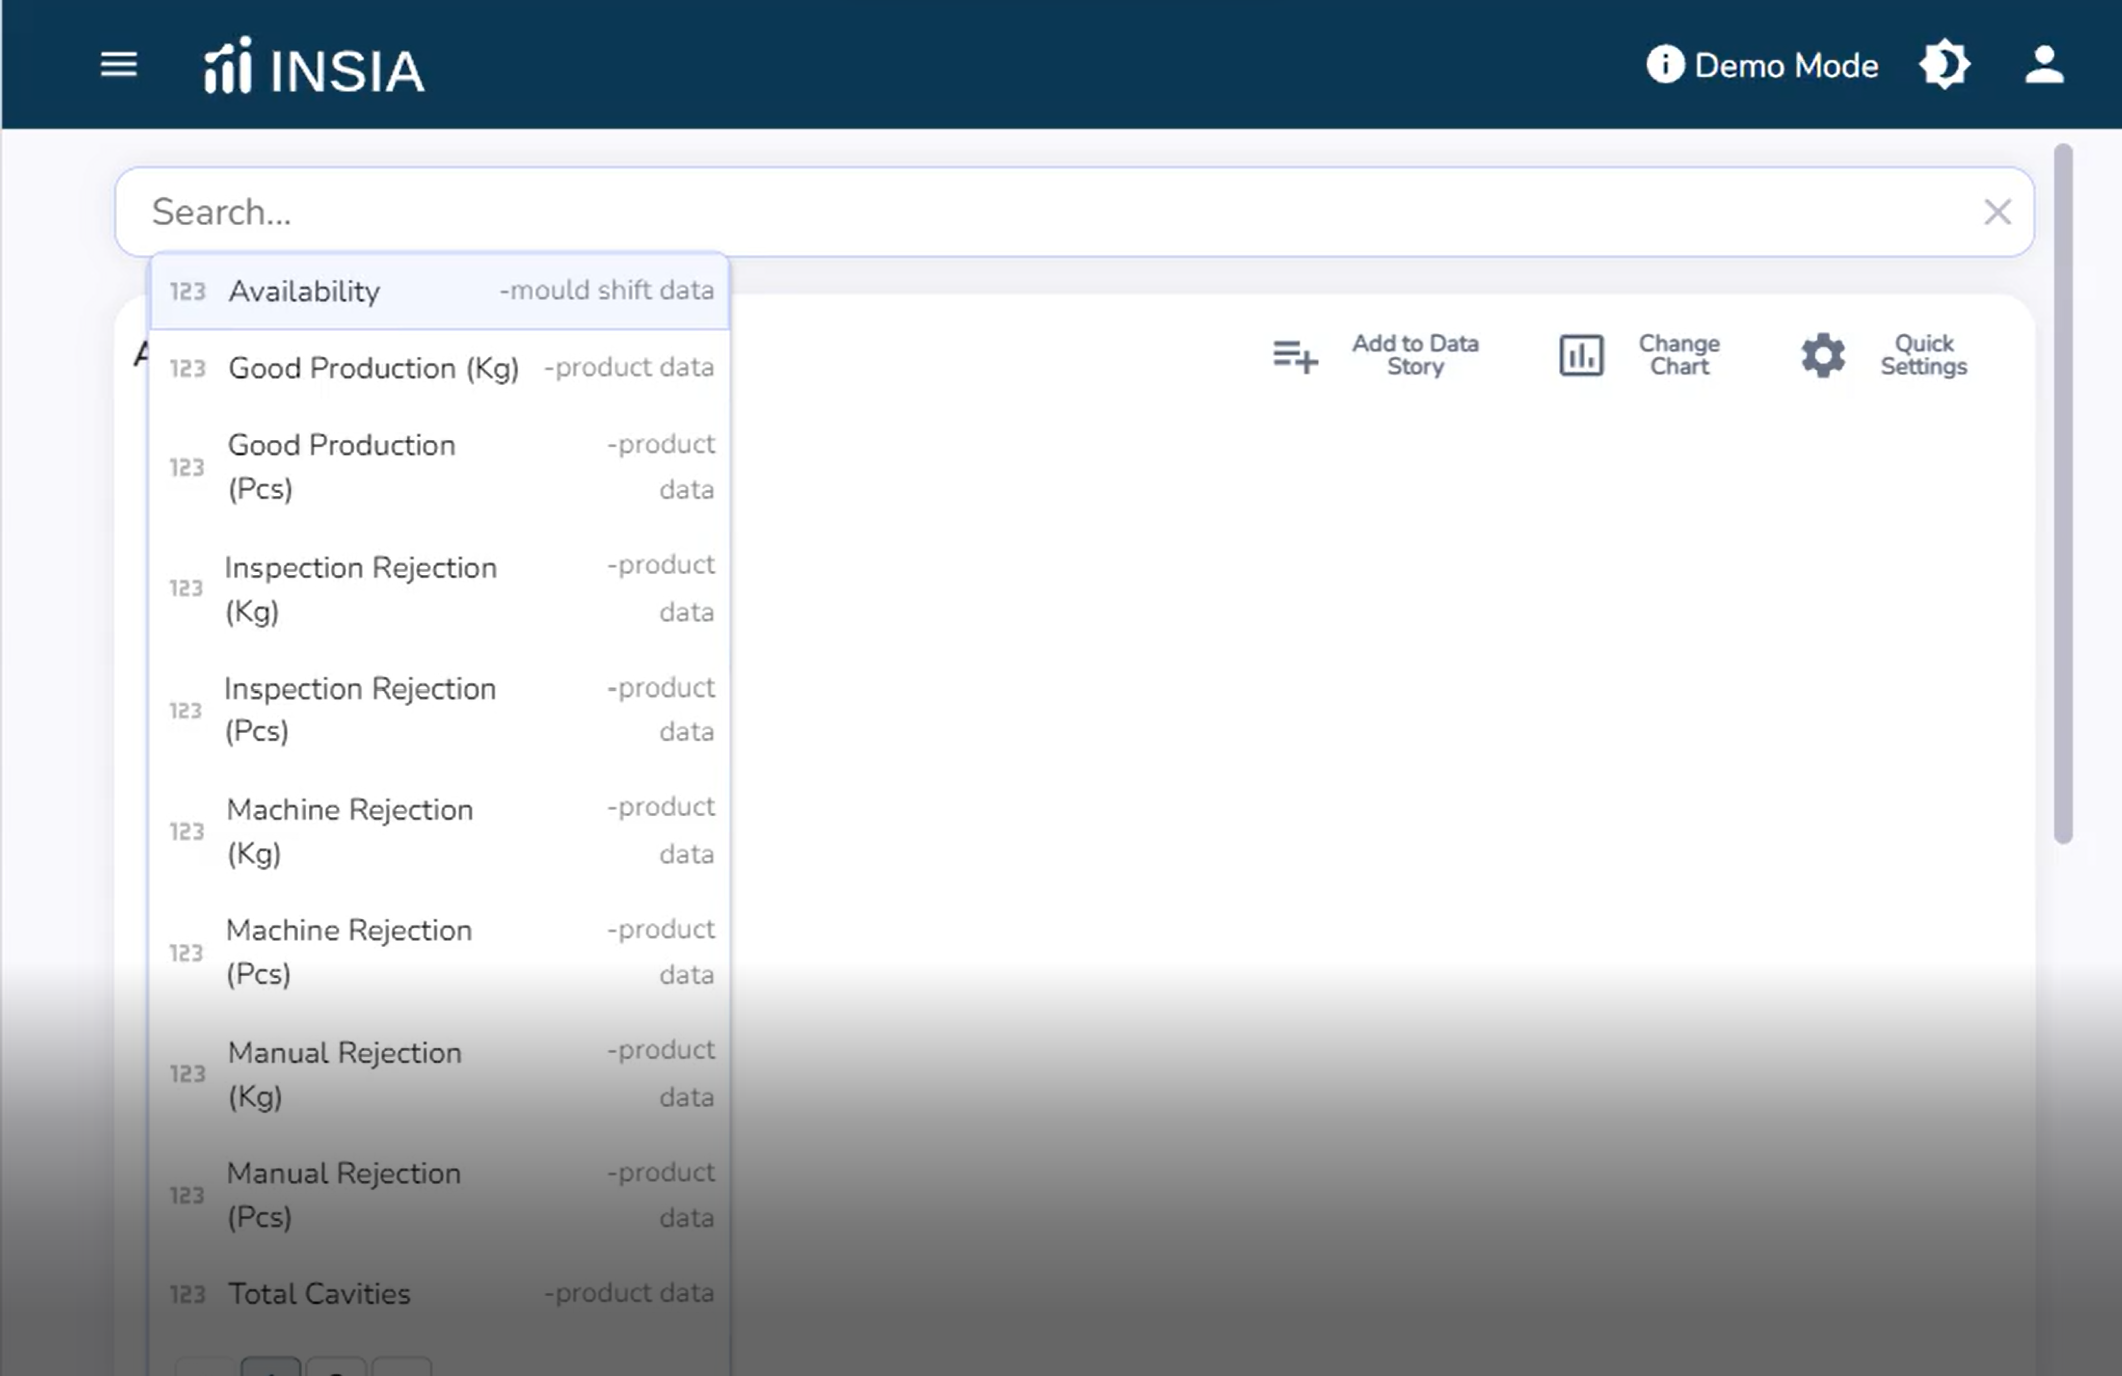 INSIA
Demo Mode
Search...
123 Availability -mould shift data
A
Add to Data
Story
Change
Chart
Quick
Settings
123 Good Production (Kg) -product data
123 Good Production
(Pcs)
-product
data
123 Inspection Rejection
(Kg)
-product
data
123 Inspection Rejection
(Pcs)
-product
data
123 Machine Rejection
(Kg)
-product
data
123 Machine Rejection
(Pcs)
-product
data
123 Manual Rejection
(Kg)
-product
data
123 Manual Rejection
(Pcs)
-product
data
123 Total Cavities -product data